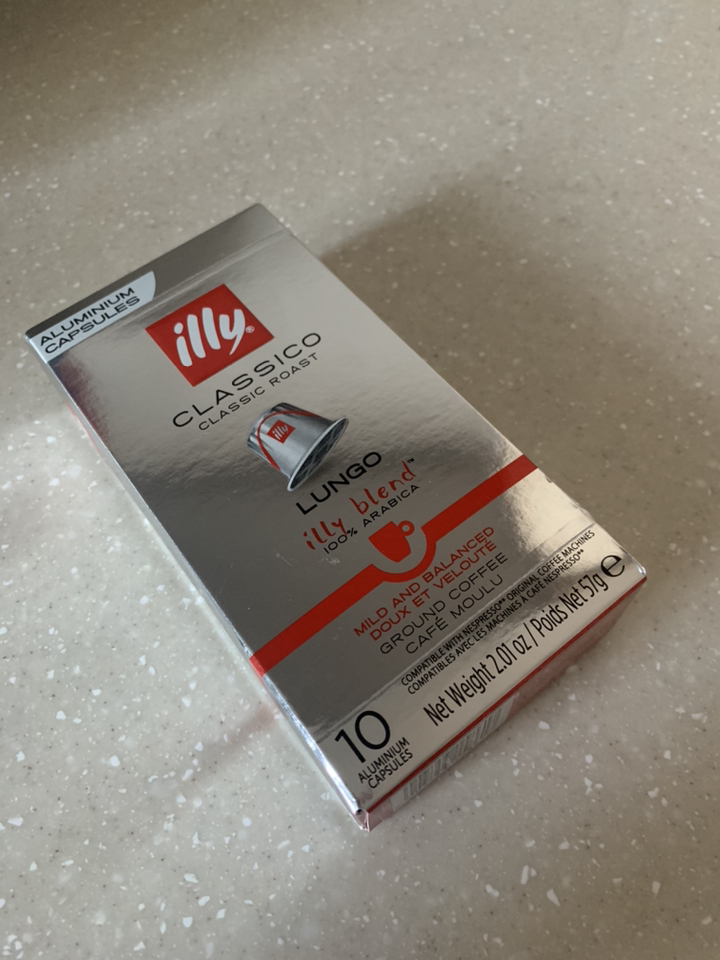 ALUMINIUM
CAPSULES
illy®
CLASSICO
CLASSIC ROAST
illy
LUNGO
illy blend™
100% ARABICA
MILD AND BALANCED
DOUX ET VELOUTÉ
GROUND COFFEE
CAFÉ MOULU
COMPATIBLE WITH NESPRESSO** ORIGINAL COFFEE MACHINES
COMPATIBLES AVEC LES MACHINES À CAFÉ NESPRESSO**
Net Weight 2.01 oz / Poids Net 57g ℮
10
ALUMINIUM
CAPSULES